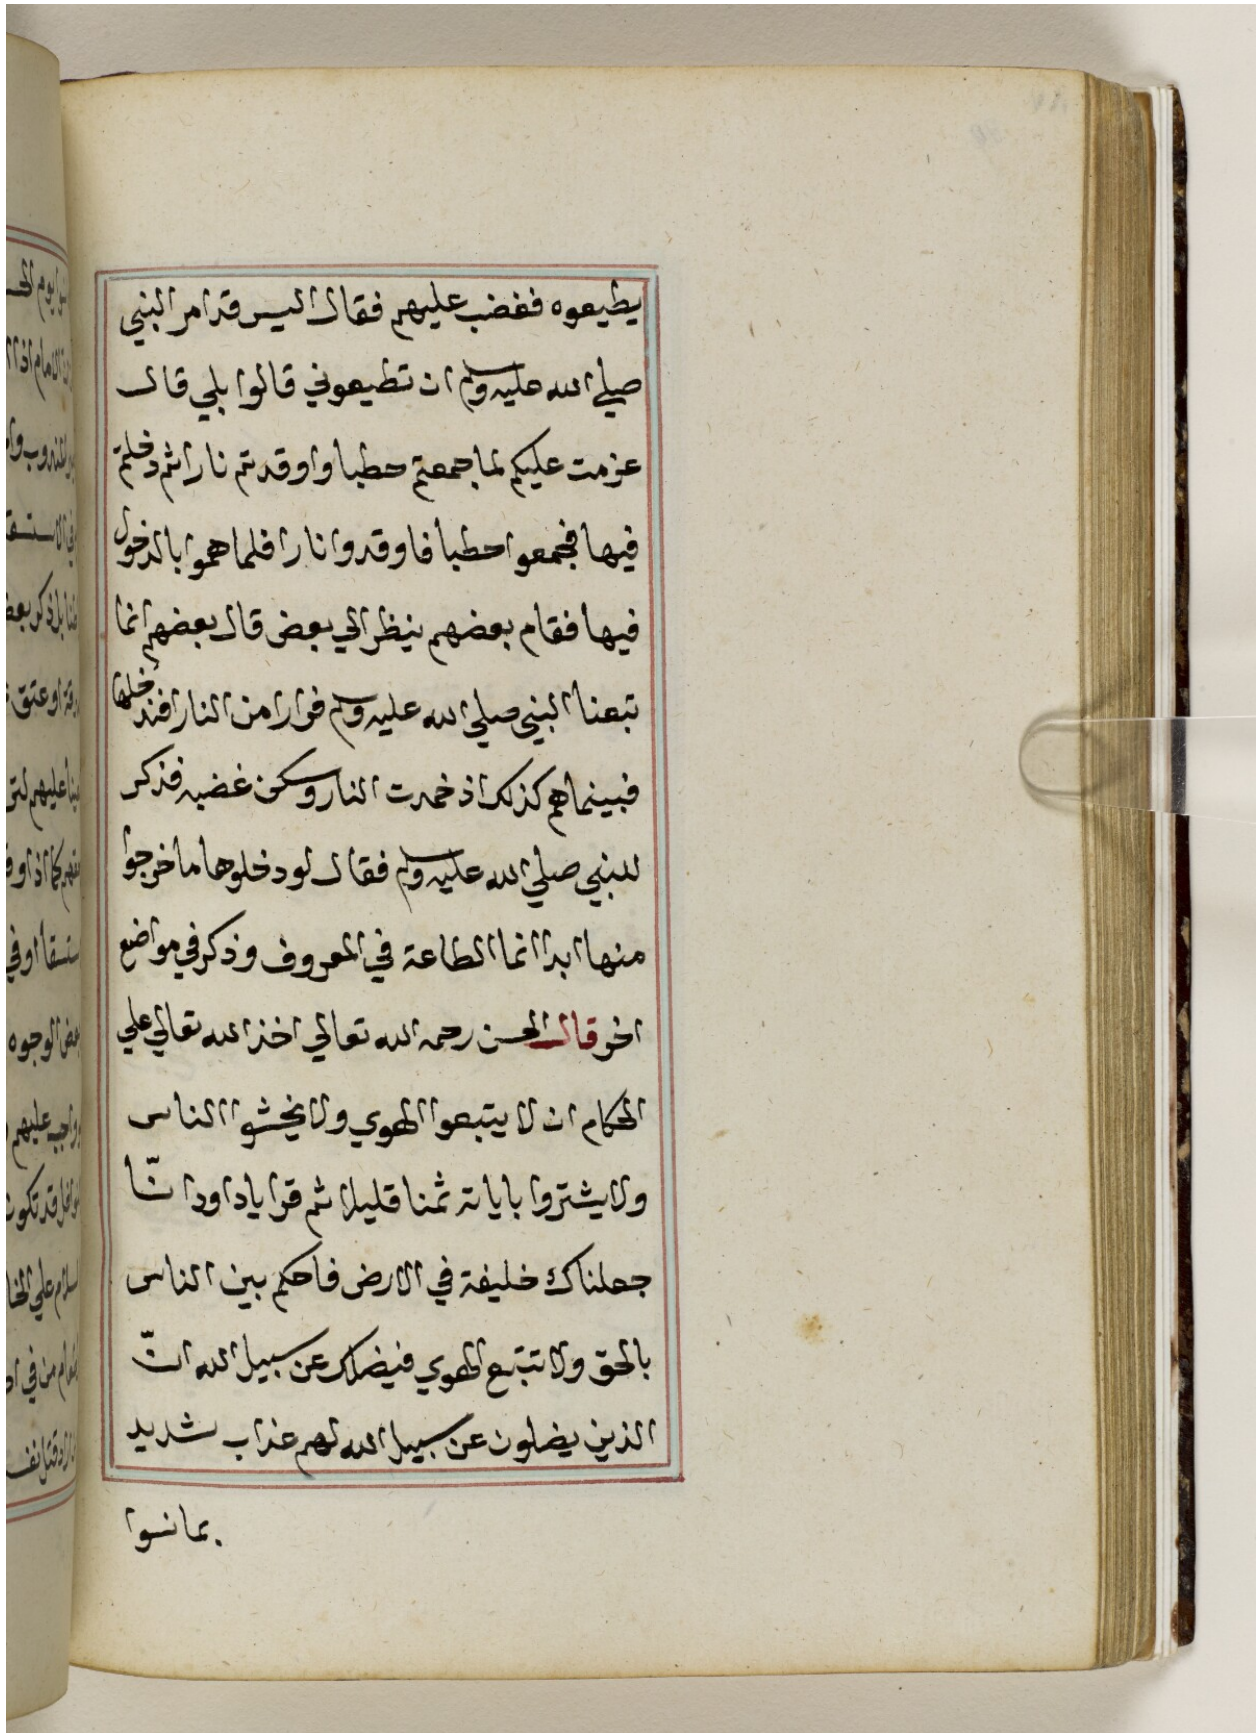 يطيعوه فغضب عليهم فقال اليس قد امر النبي
صلي الله عليه وسلم ان تطيعوني قالوا بلي قال
عزمت عليكم لما جمعتم حطبا واوقدتم نارا ثم دخلتم
فيها فجمعوا حطبا فاوقدوا نارا فلما هموا بالدخول
فيها فقام بعضهم ينظر الي بعض قال بعضهم انما
تبعنا النبي صلي الله عليه وسلم فرارا من النار افندخلها
فبينما هم كذلك اذ خمدت النار وسكن غضبه فذكر
للنبي صلي الله عليه وسلم فقال لو دخلوها ما خرجوا
منها ابدا انما الطاعة في المعروف وذكر في مواضع
اخر قال الحسن رحمه الله تعالي اخذ الله تعالي علي
الحكام ان لا يتبعوا الهوي ولا يخشوا الناس
ولا يشتروا باياته ثمنا قليلا ثم قرا ياداود انّا
جعلناك خليفة في الارض فاحكم بين الناس
بالحق ولا تتبع الهوي فيضلك عن سبيل الله انّ
الذين يضلون عن سبيل الله لهم عذاب شديد
بما نسوا